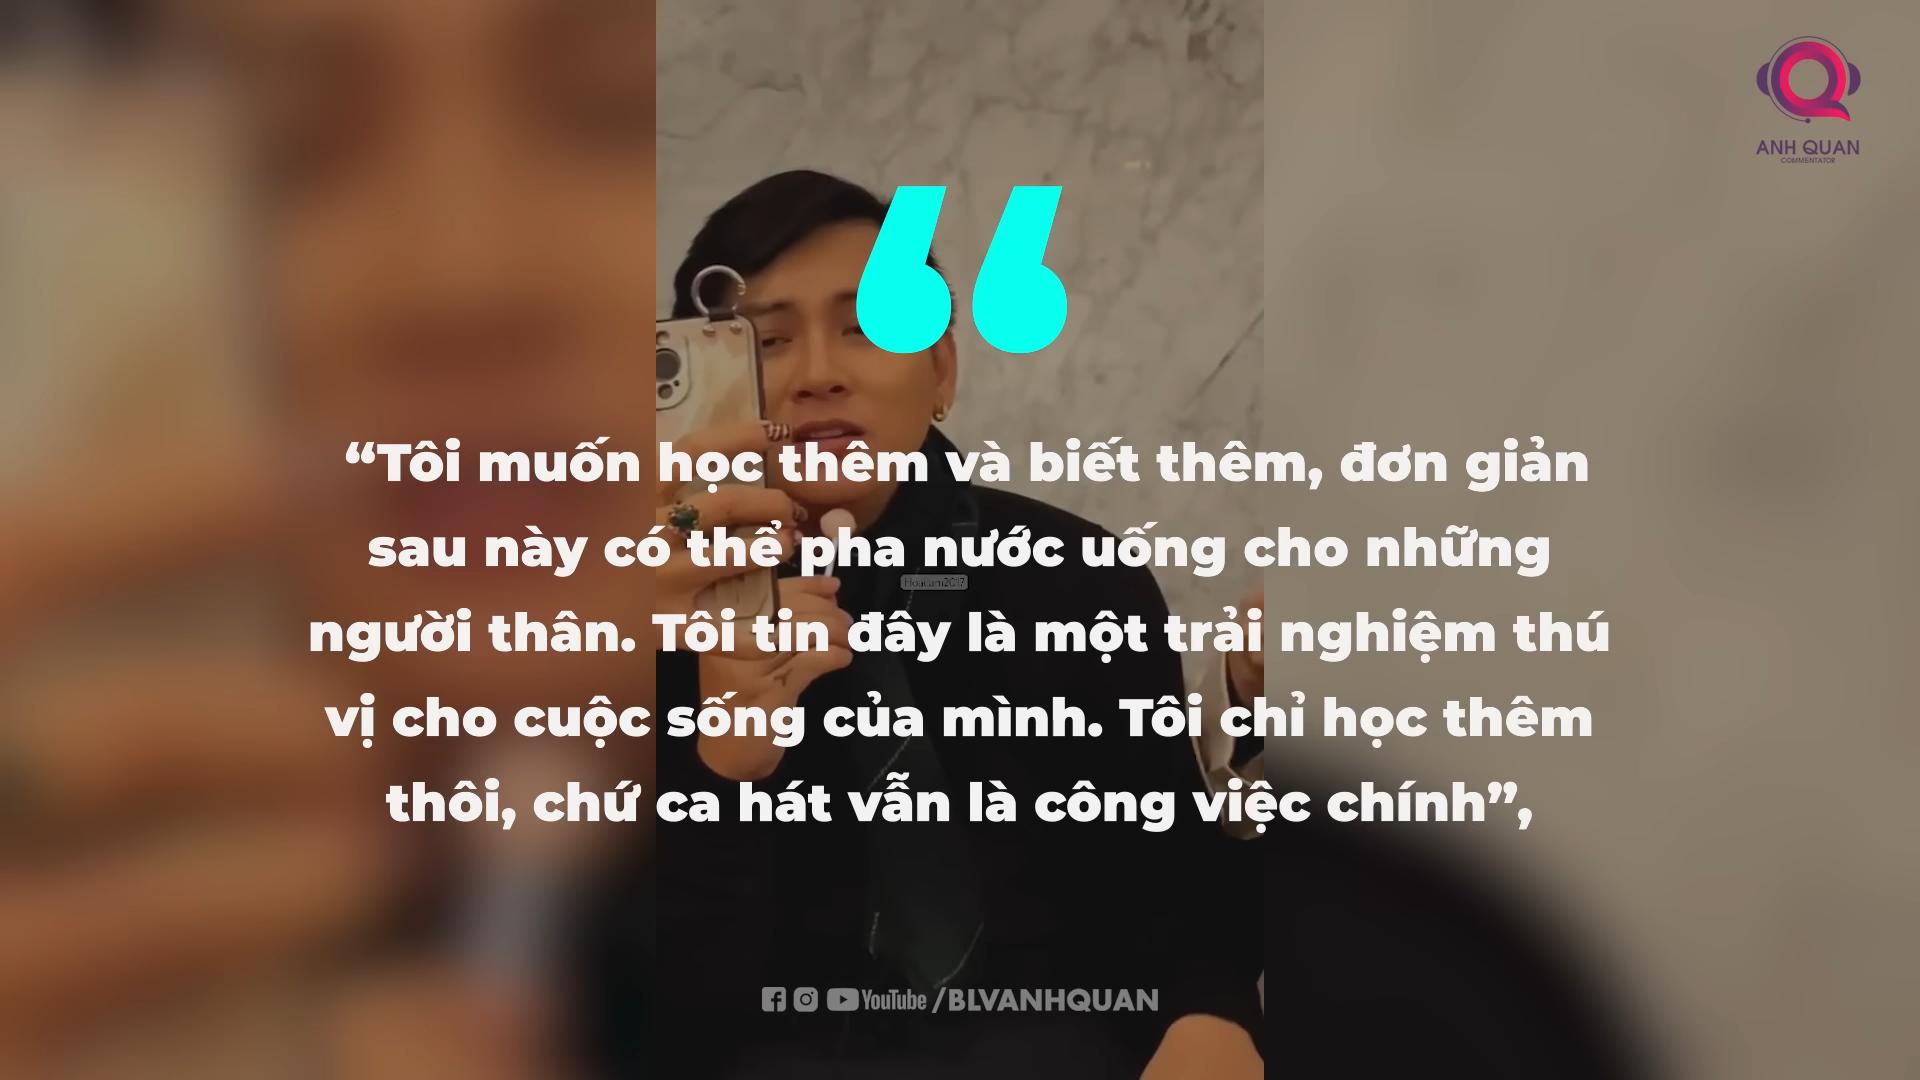 ANH QUAN
COMMENTATOR
“Tôi muốn học thêm và biết thêm, đơn giản
sau này có thể pha nước uống cho những
người thân. Tôi tin đây là một trải nghiệm thú
vị cho cuộc sống của mình. Tôi chỉ học thêm
thôi, chứ ca hát vẫn là công việc chính”,
YouTube /BLVANHQUAN